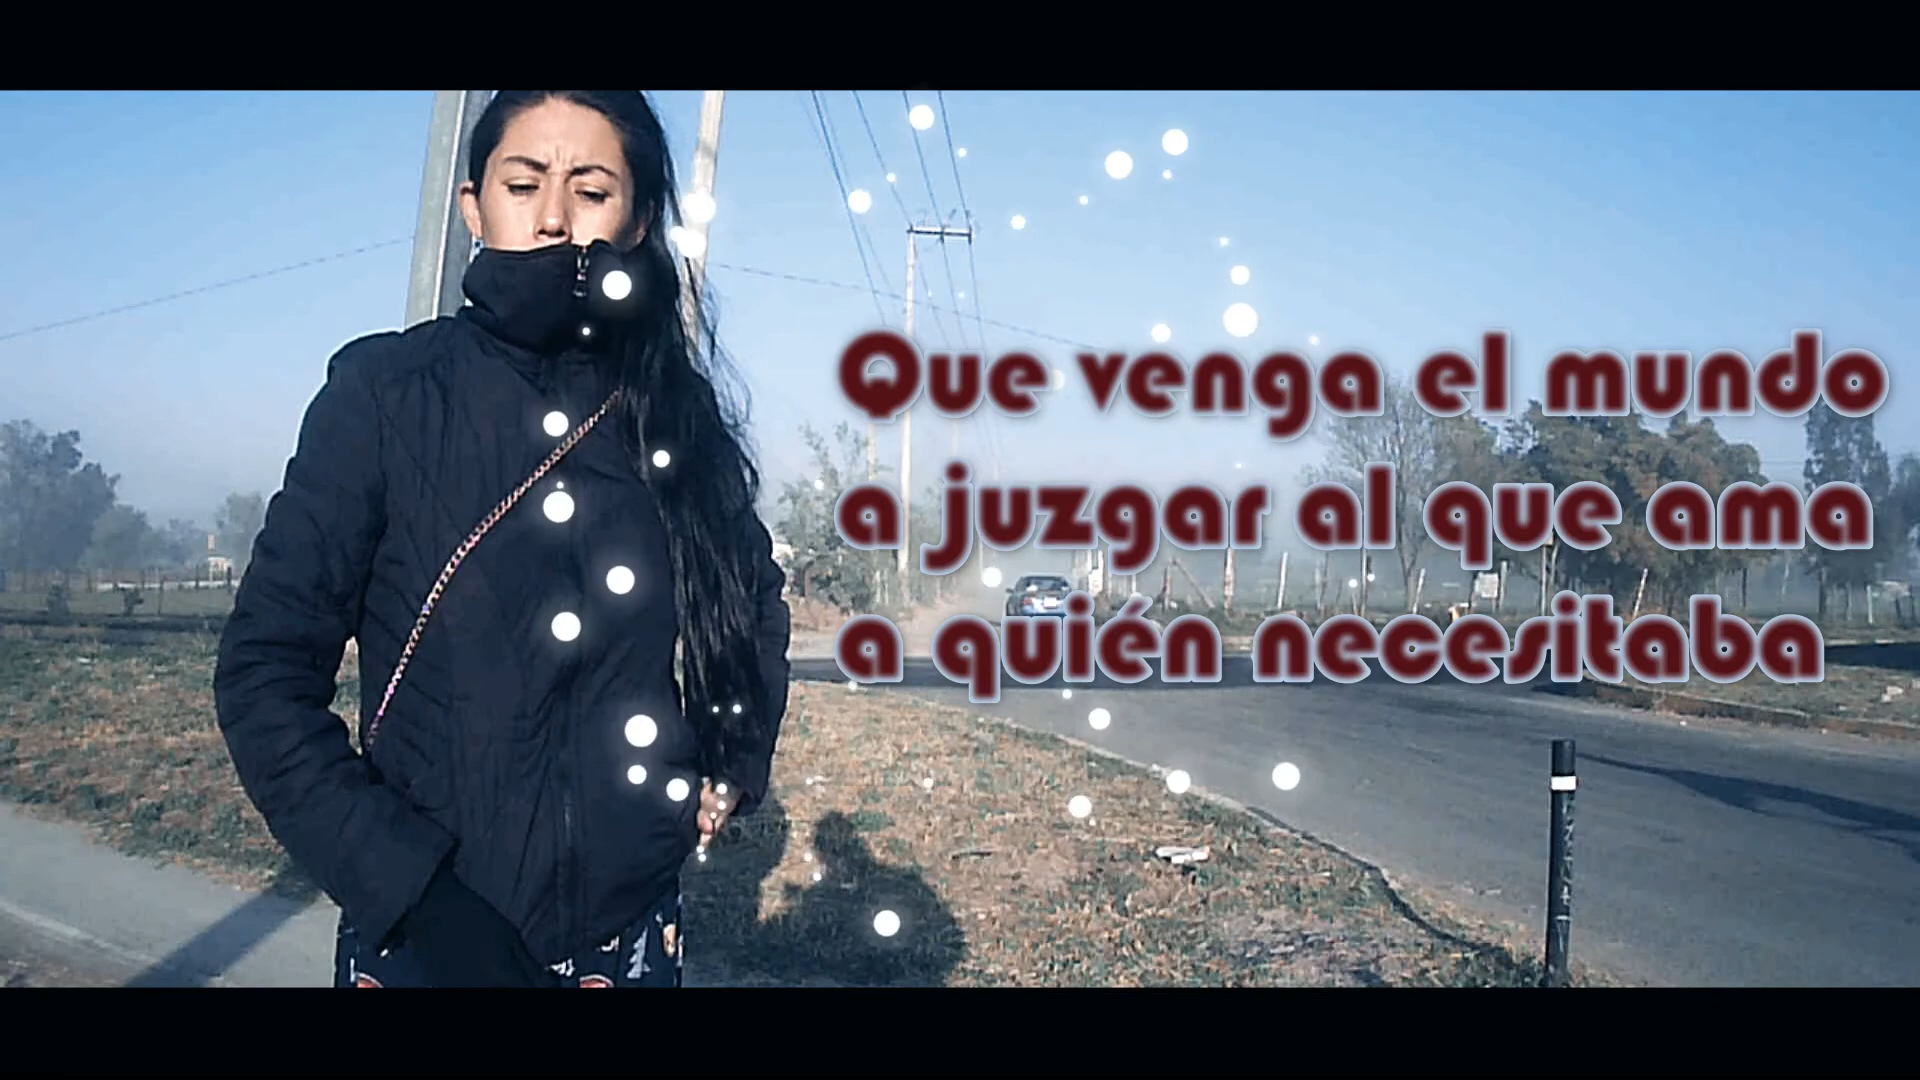 Que venga el mundo
a juzgar al que ama
a quién necesitaba